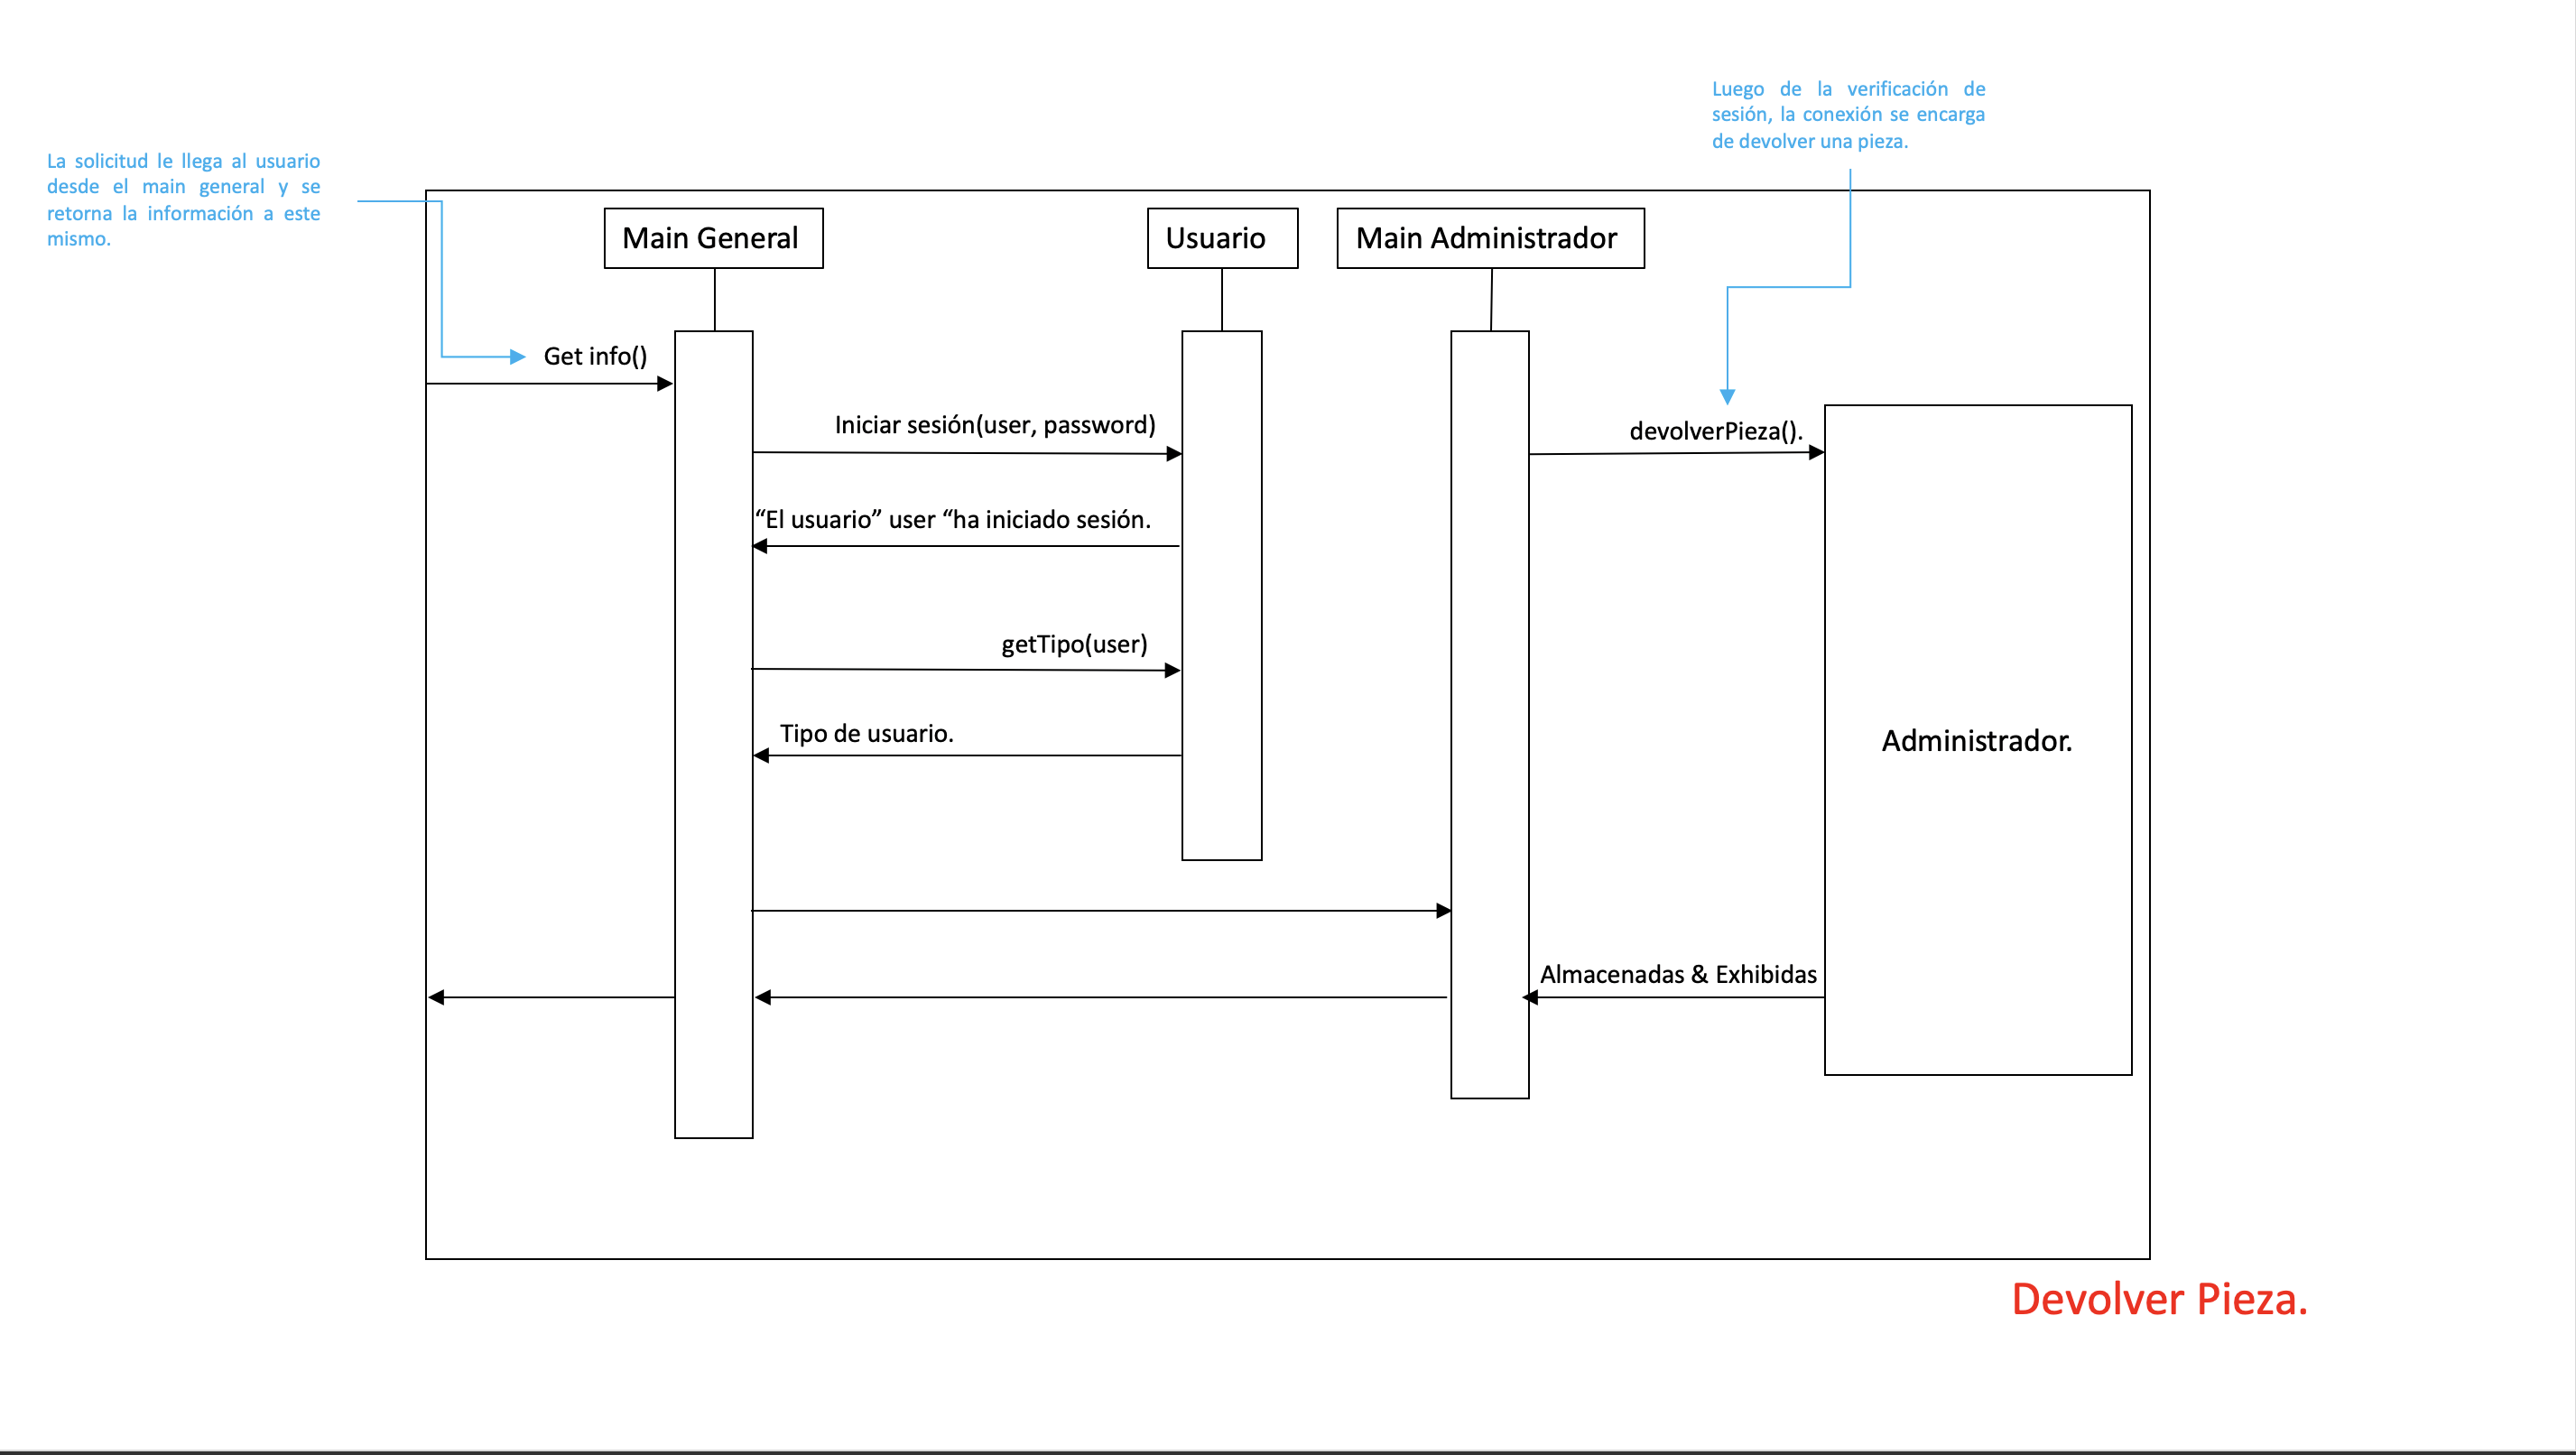 Luego de la verificación de
sesión, la conexión se encarga
de devolver una pieza.
La solicitud le llega al usuario
desde el main general y se
retorna la información a este
mismo.
Main General
Usuario
Main Administrador
Get info()
Iniciar sesión(user, password)
devolverPieza().
“El usuario” user “ha iniciado sesión.
getTipo(user)
Tipo de usuario.
Administrador.
Almacenadas & Exhibidas
Devolver Pieza.